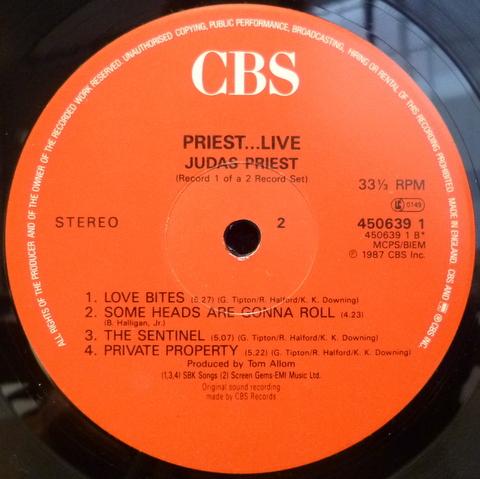 ALL RIGHTS OF THE PRODUCER AND OF THE OWNER OF THE RECORDED WORK RESERVED. UNAUTHORISED COPYING, PUBLIC PERFORMANCE, BROADCASTING, HIRING OR RENTAL OF THIS RECORDING PROHIBITED. MADE IN ENGLAND. CBS AND ® CBS INC.
CBS
PRIEST...LIVE
JUDAS PRIEST
(Record 1 of a 2 Record Set)
33⅓ RPM
LC 0149
STEREO
2
450639 1
450639 1 B*
MCPS/BIEM
℗ 1987 CBS Inc.
1. LOVE BITES (5.27) (G. Tipton/R. Halford/K. K. Downing)
2. SOME HEADS ARE GONNA ROLL (4.23)
(B. Halligan, Jr.)
3. THE SENTINEL (5.07) (G. Tipton/R. Halford/K. K. Downing)
4. PRIVATE PROPERTY (5.22) (G. Tipton/R. Halford/K. K. Downing)
Produced by Tom Allom
(1,3,4) SBK Songs (2) Screen Gems-EMI Music Ltd.
Original sound recording
made by CBS Records